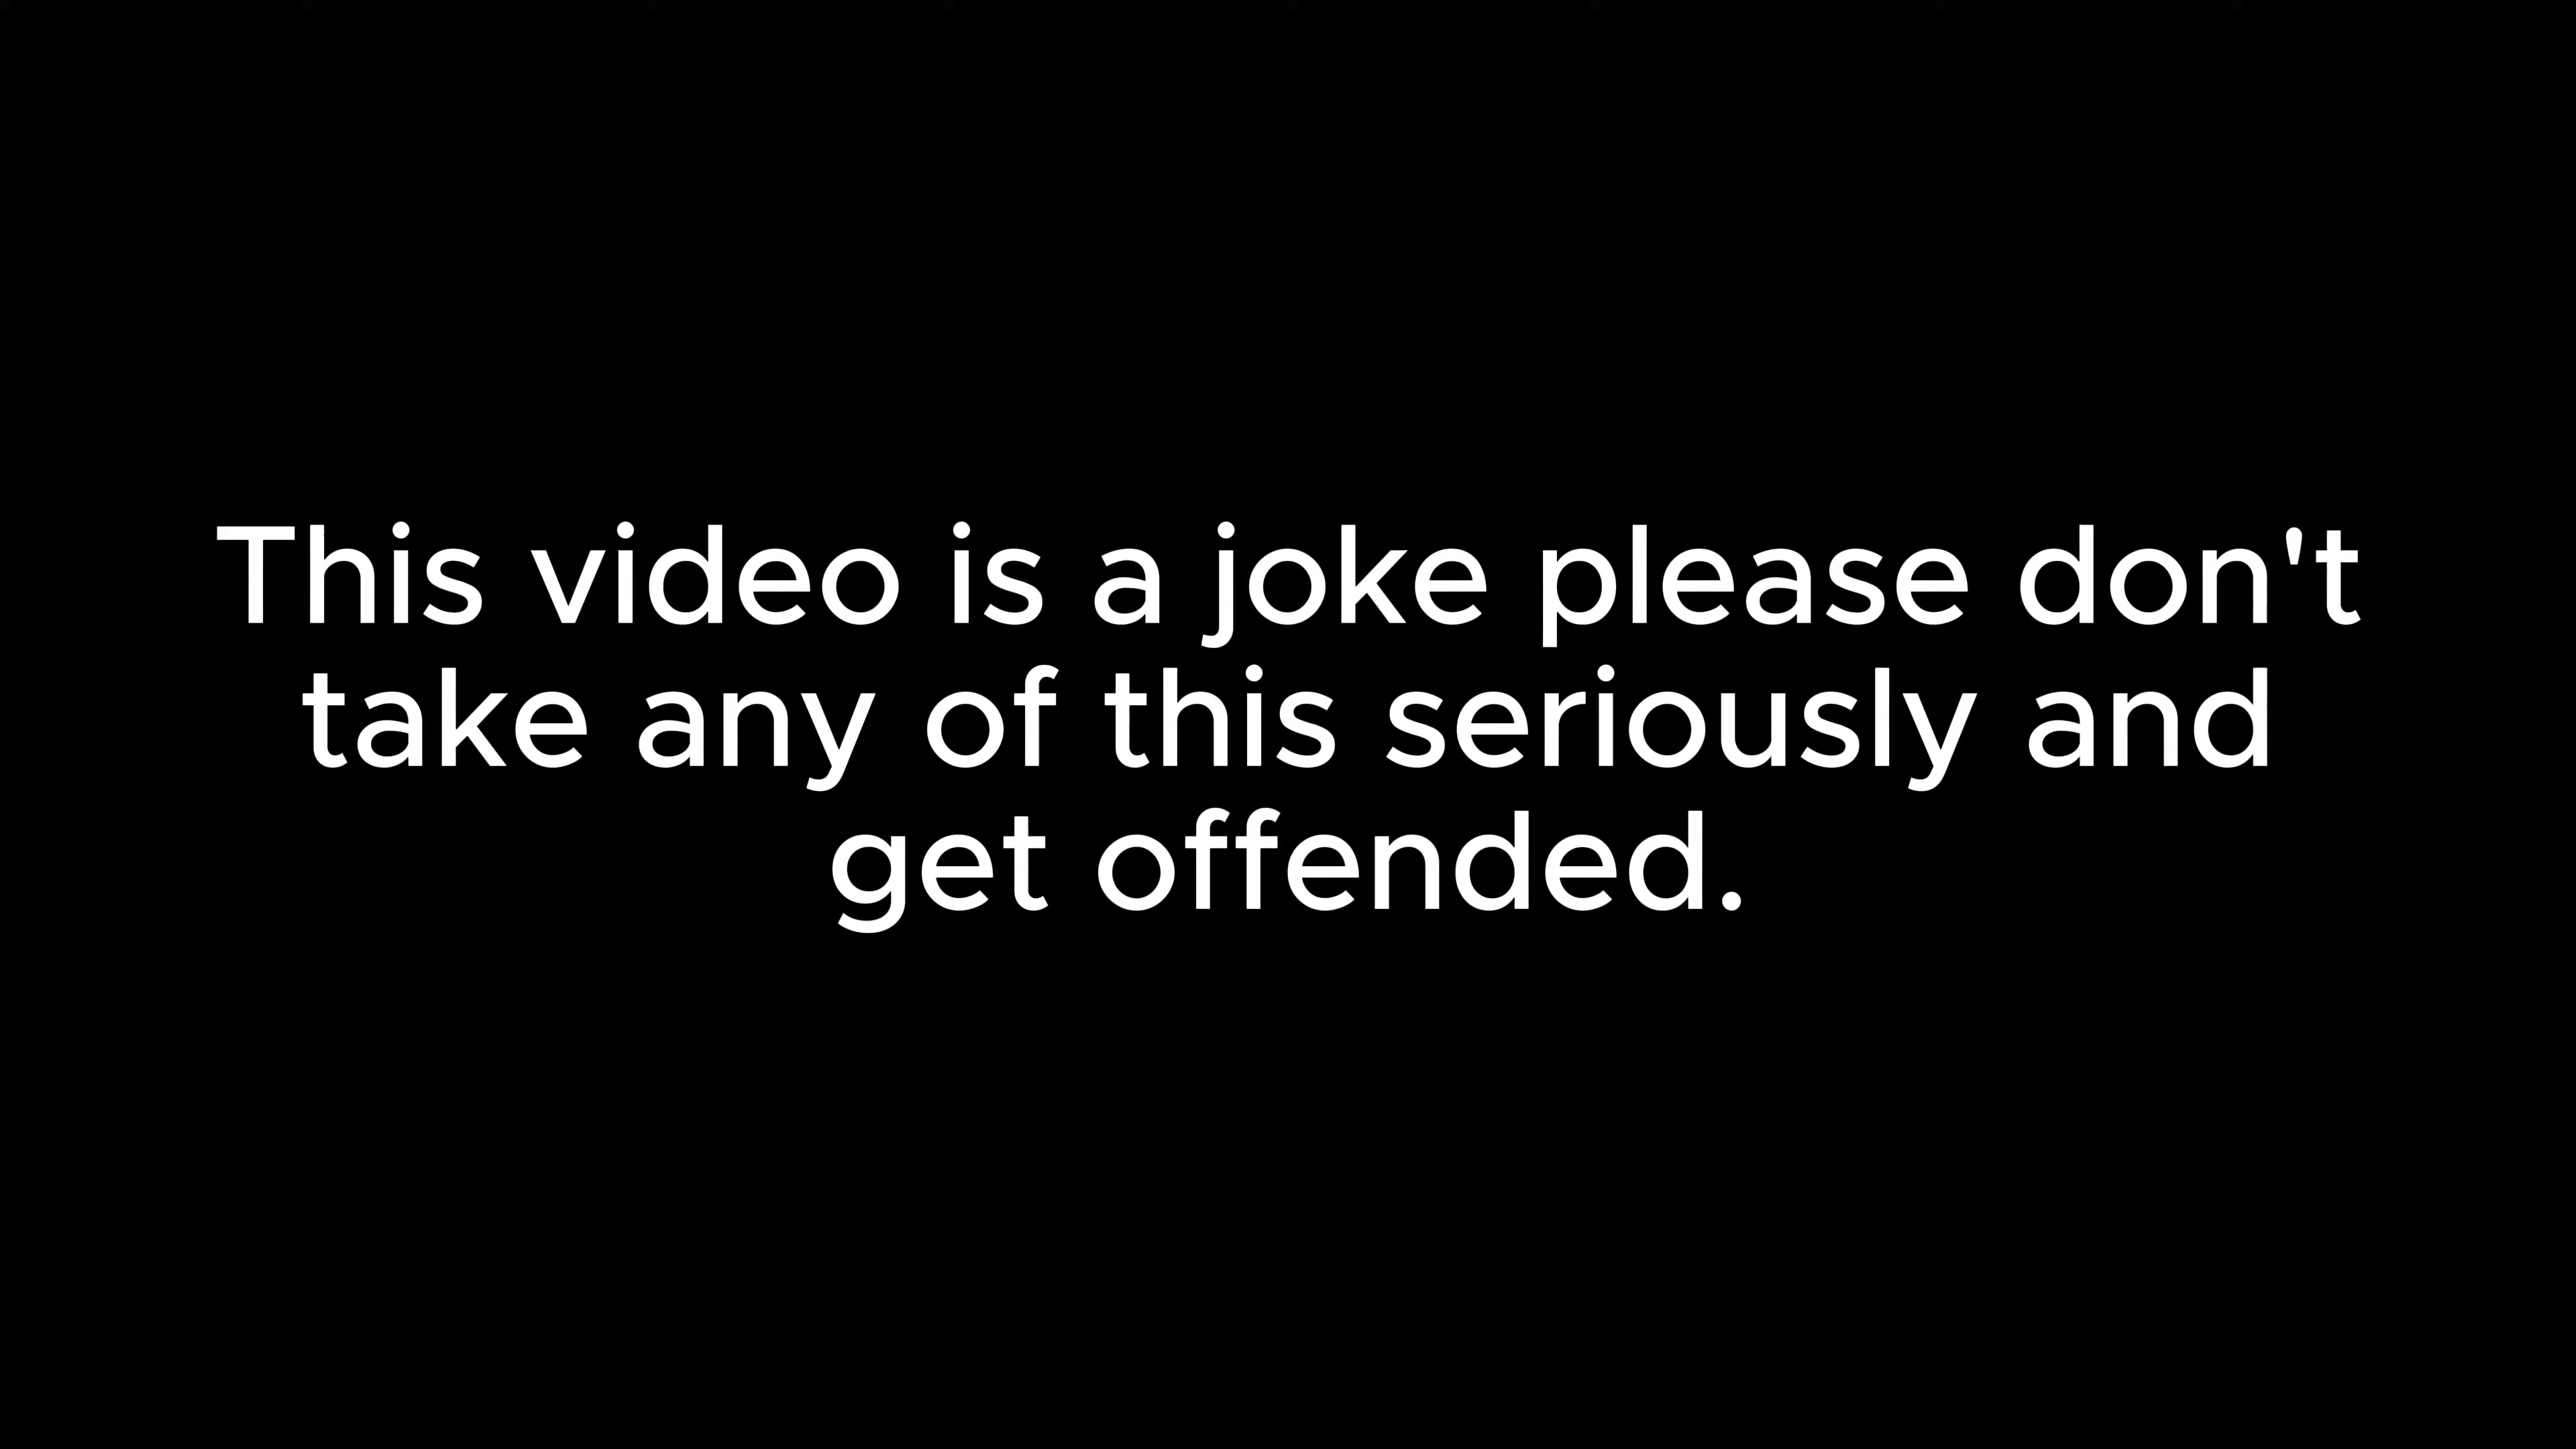 This video is a joke please don't
take any of this seriously and
get offended.